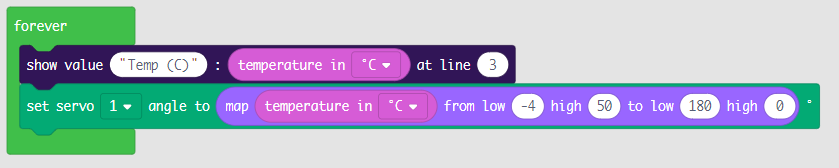 forever
show value "Temp (C)" : temperature in °C at line 3
set servo 1 angle to map temperature in °C from low -4 high 50 to low 180 high 0 °